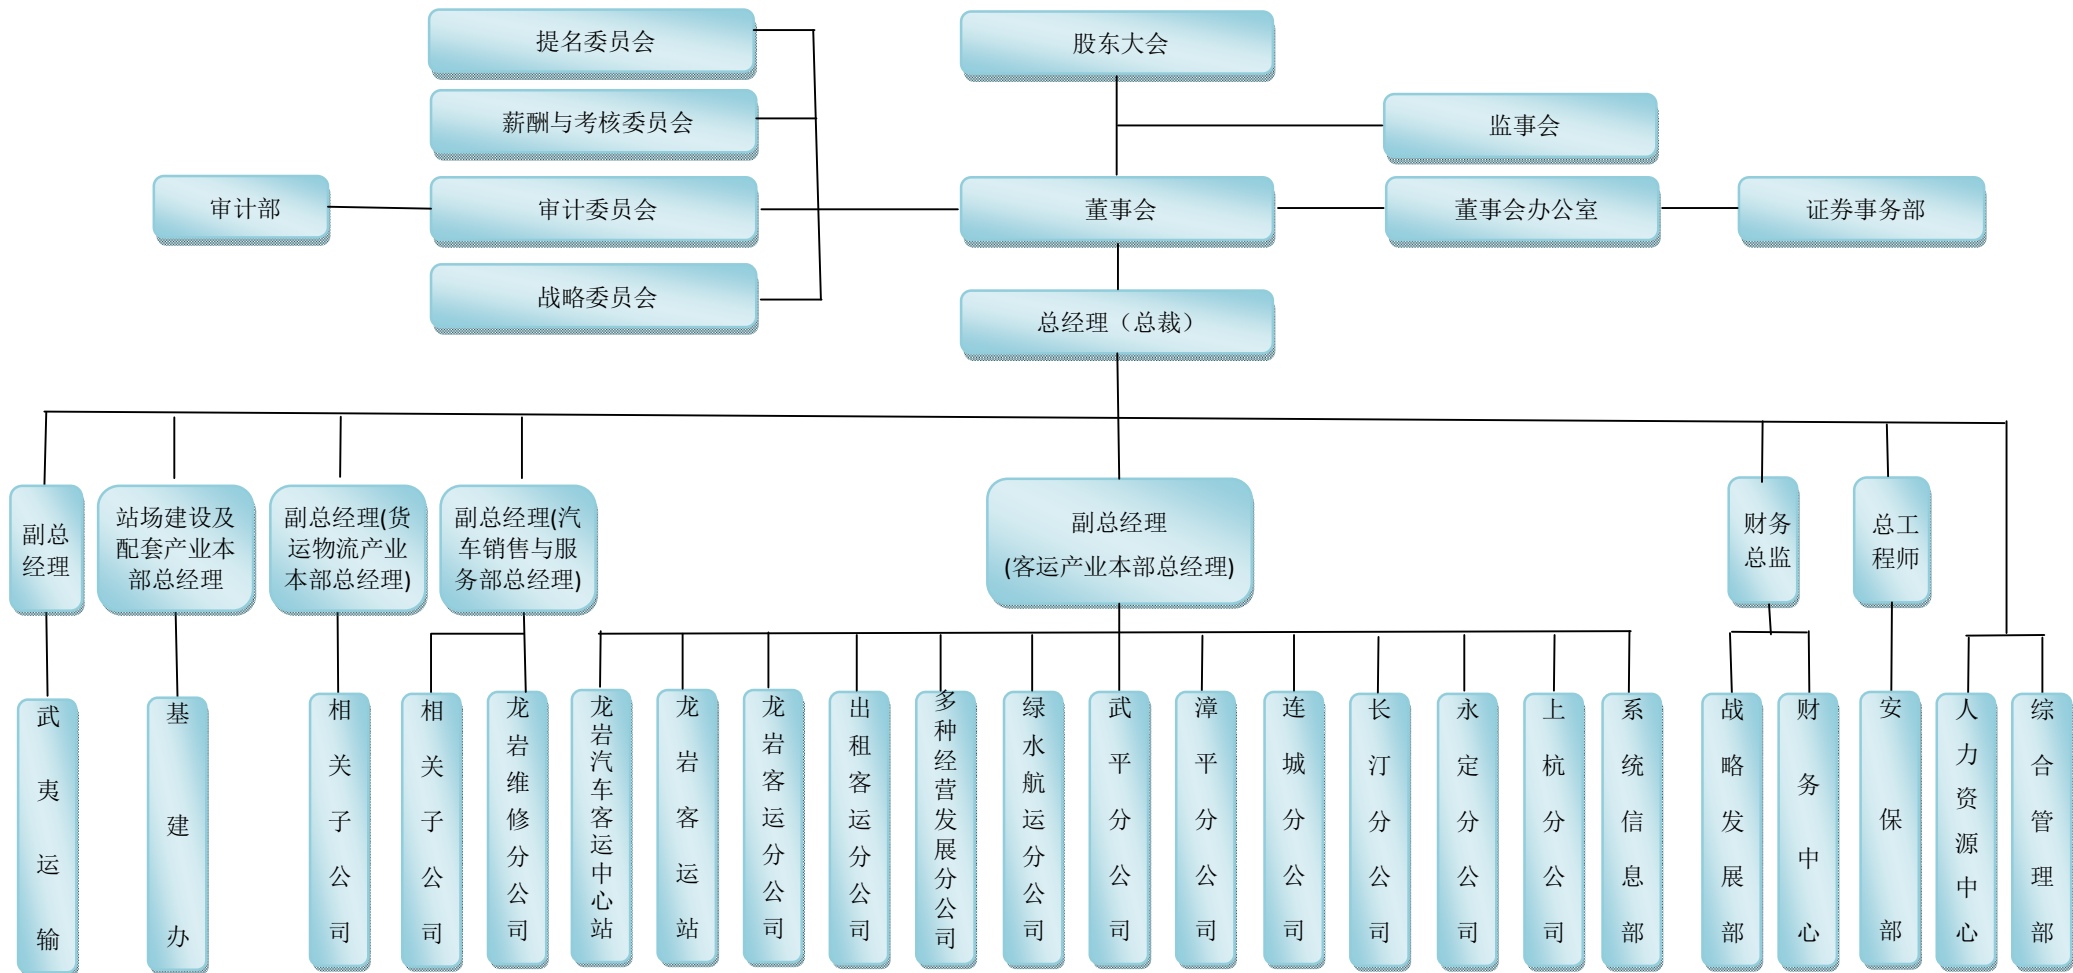 提名委员会
股东大会
薪酬与考核委员会
监事会
审计部
审计委员会
董事会
董事会办公室
证券事务部
战略委员会
总经理（总裁）
副总
经理
站场建设及
配套产业本
部总经理
副总经理(货
运物流产业
本部总经理)
副总经理(汽
车销售与服
务部总经理)
副总经理
(客运产业本部总经理)
财务
总监
总工
程师
武夷运输
基建办
相关子公司
相关子公司
龙岩维修分公司
龙岩汽车客运中心站
龙岩客运站
龙岩客运分公司
出租客运分公司
多种经营发展分公司
绿水航运分公司
武平分公司
漳平分公司
连城分公司
长汀分公司
永定分公司
上杭分公司
系统信息部
战略发展部
财务中心
安保部
人力资源中心
综合管理部